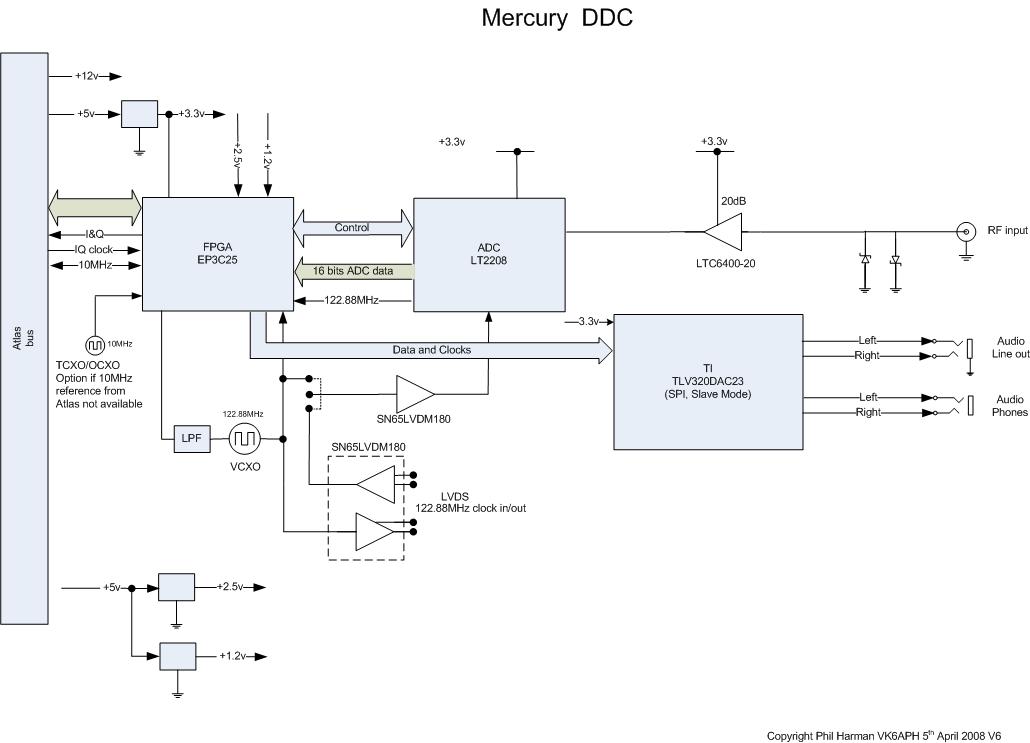 Mercury DDC
+12v
+5v
+3.3v
+2.5v
+1.2v
+3.3v
+3.3v
20dB
LTC6400-20
RF input
I&Q
IQ clock
10MHz
FPGA
EP3C25
Control
16 bits ADC data
122.88MHz
ADC
LT2208
Atlas
bus
10MHz
TCXO/OCXO
Option if 10MHz
reference from
Atlas not available
Data and Clocks
3.3v
TI
TLV320DAC23
(SPI, Slave Mode)
Left
Right
Audio
Line out
Left
Right
Audio
Phones
SN65LVDM180
122.88MHz
LPF
VCXO
SN65LVDM180
LVDS
122.88MHz clock in/out
+5v
+2.5v
+1.2v
Copyright Phil Harman VK6APH 5th April 2008 V6